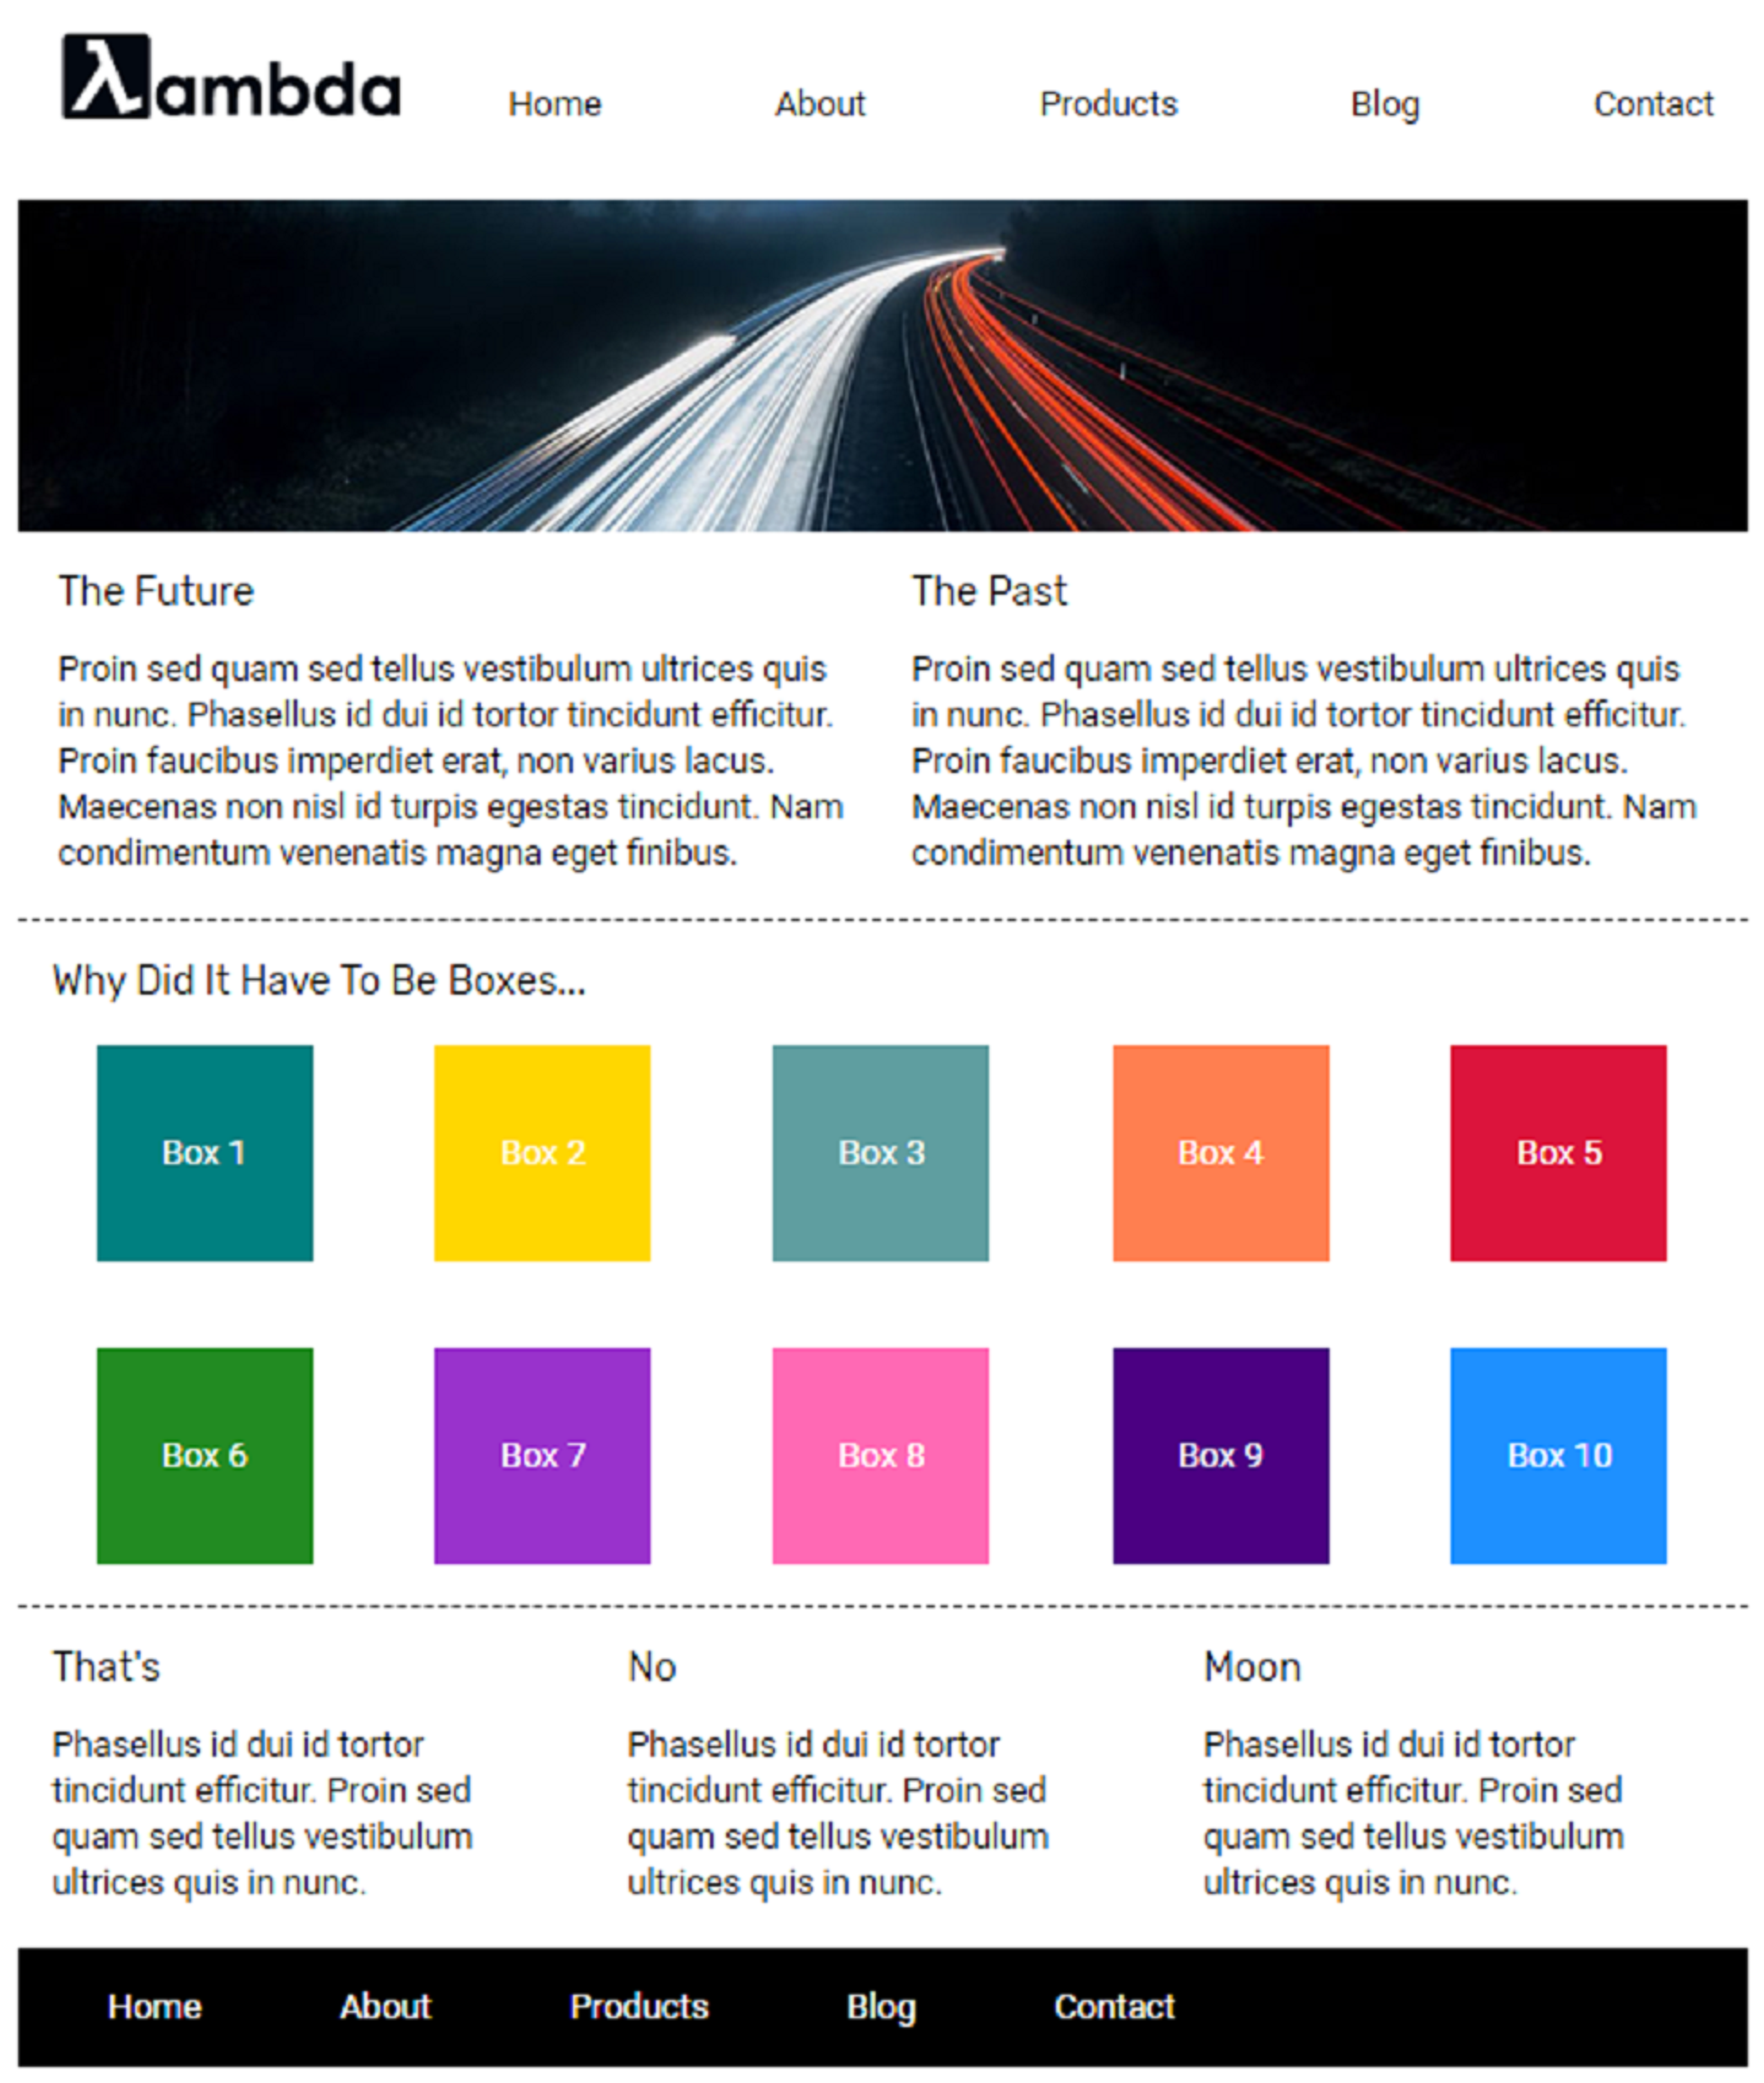 λambda
Home About Products Blog Contact
The Future
Proin sed quam sed tellus vestibulum ultrices quis
in nunc. Phasellus id dui id tortor tincidunt efficitur.
Proin faucibus imperdiet erat, non varius lacus.
Maecenas non nisl id turpis egestas tincidunt. Nam
condimentum venenatis magna eget finibus.
The Past
Proin sed quam sed tellus vestibulum ultrices quis
in nunc. Phasellus id dui id tortor tincidunt efficitur.
Proin faucibus imperdiet erat, non varius lacus.
Maecenas non nisl id turpis egestas tincidunt. Nam
condimentum venenatis magna eget finibus.
Why Did It Have To Be Boxes...
Box 1 Box 2 Box 3 Box 4 Box 5
Box 6 Box 7 Box 8 Box 9 Box 10
That's
Phasellus id dui id tortor
tincidunt efficitur. Proin sed
quam sed tellus vestibulum
ultrices quis in nunc.
No
Phasellus id dui id tortor
tincidunt efficitur. Proin sed
quam sed tellus vestibulum
ultrices quis in nunc.
Moon
Phasellus id dui id tortor
tincidunt efficitur. Proin sed
quam sed tellus vestibulum
ultrices quis in nunc.
Home About Products Blog Contact